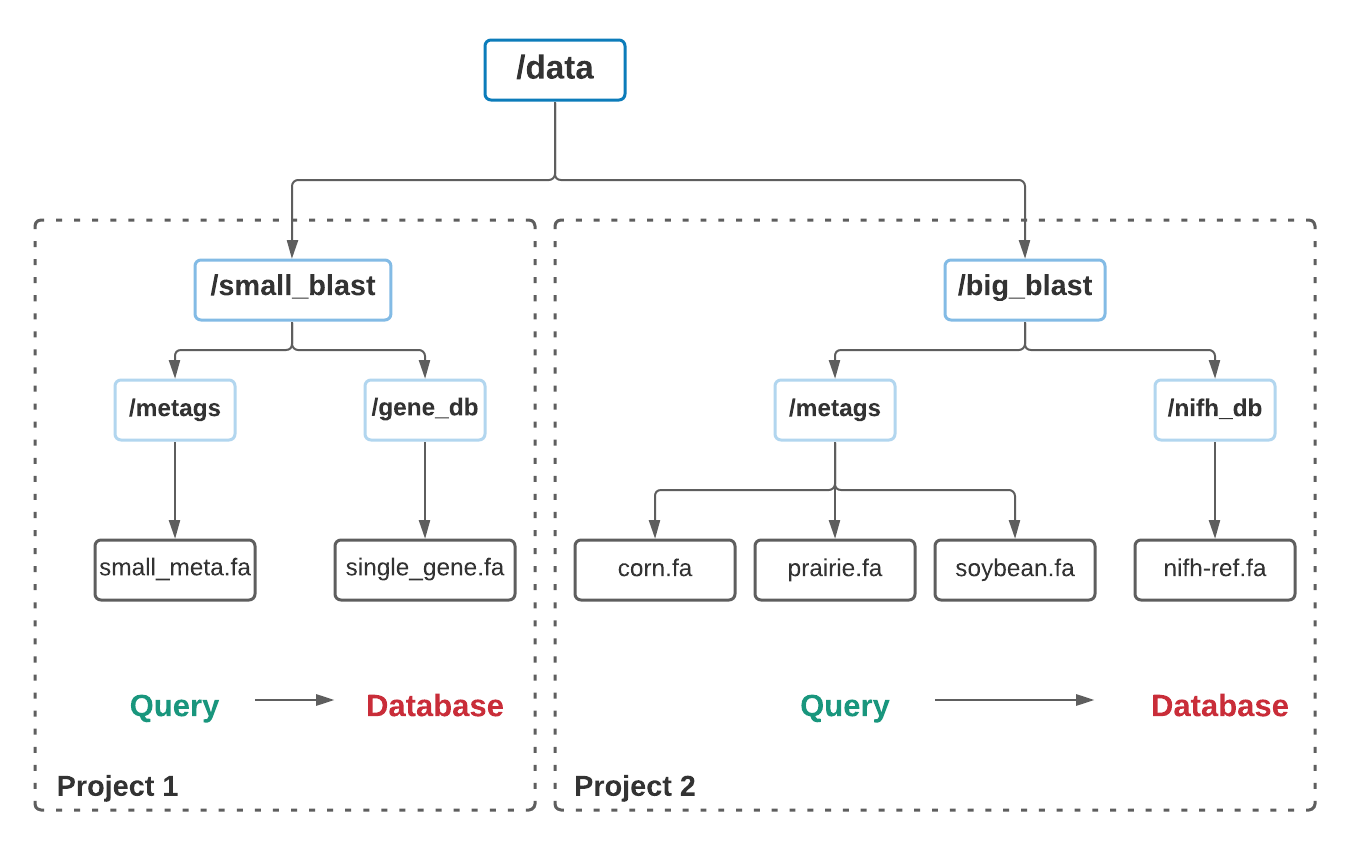 /data
/small_blast
/big_blast
/metags
/gene_db
/metags
/nifh_db
small_meta.fa
single_gene.fa
corn.fa
prairie.fa
soybean.fa
nifh-ref.fa
Query
Database
Query
Database
Project 1
Project 2